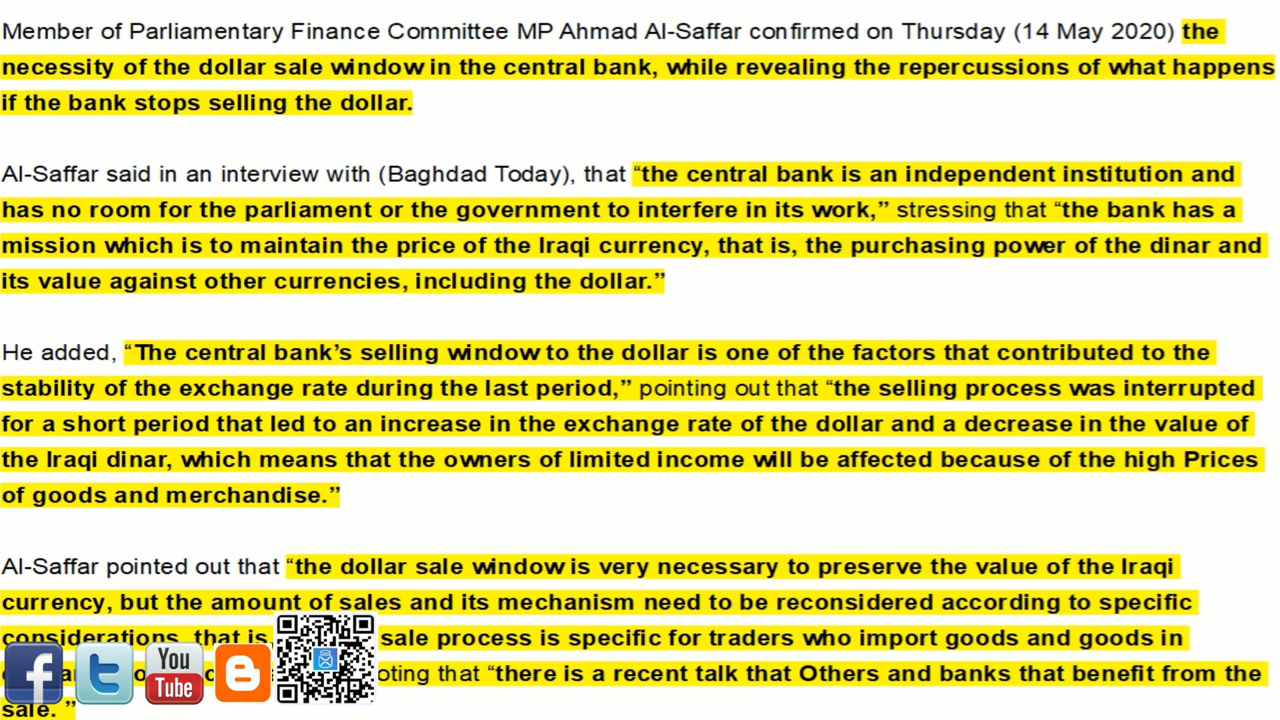 Member of Parliamentary Finance Committee MP Ahmad Al-Saffar confirmed on Thursday (14 May 2020) the
necessity of the dollar sale window in the central bank, while revealing the repercussions of what happens
if the bank stops selling the dollar.
Al-Saffar said in an interview with (Baghdad Today), that “the central bank is an independent institution and
has no room for the parliament or the government to interfere in its work,” stressing that “the bank has a
mission which is to maintain the price of the Iraqi currency, that is, the purchasing power of the dinar and
its value against other currencies, including the dollar.”
He added, “The central bank’s selling window to the dollar is one of the factors that contributed to the
stability of the exchange rate during the last period,” pointing out that “the selling process was interrupted
for a short period that led to an increase in the exchange rate of the dollar and a decrease in the value of
the Iraqi dinar, which means that the owners of limited income will be affected because of the high Prices
of goods and merchandise.”
Al-Saffar pointed out that “the dollar sale window is very necessary to preserve the value of the Iraqi
currency, but the amount of sales and its mechanism need to be reconsidered according to specific
considerations, that is, sale process is specific for traders who import goods and goods in
oting that “there is a recent talk that Others and banks that benefit from the
sale. ”
You
Tube